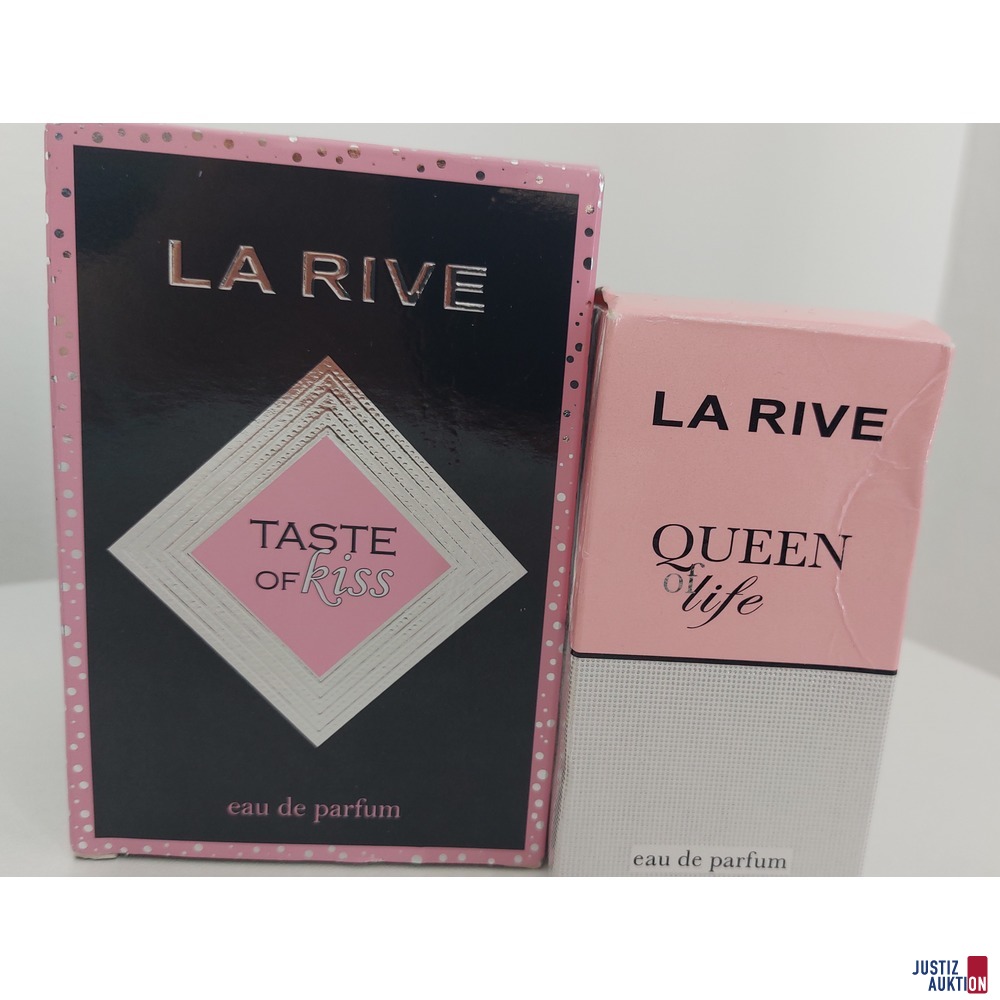 LA RIVE
TASTE
OF kiss
eau de parfum
LA RIVE
QUEEN
of life
eau de parfum
JUSTIZ
AUKTION